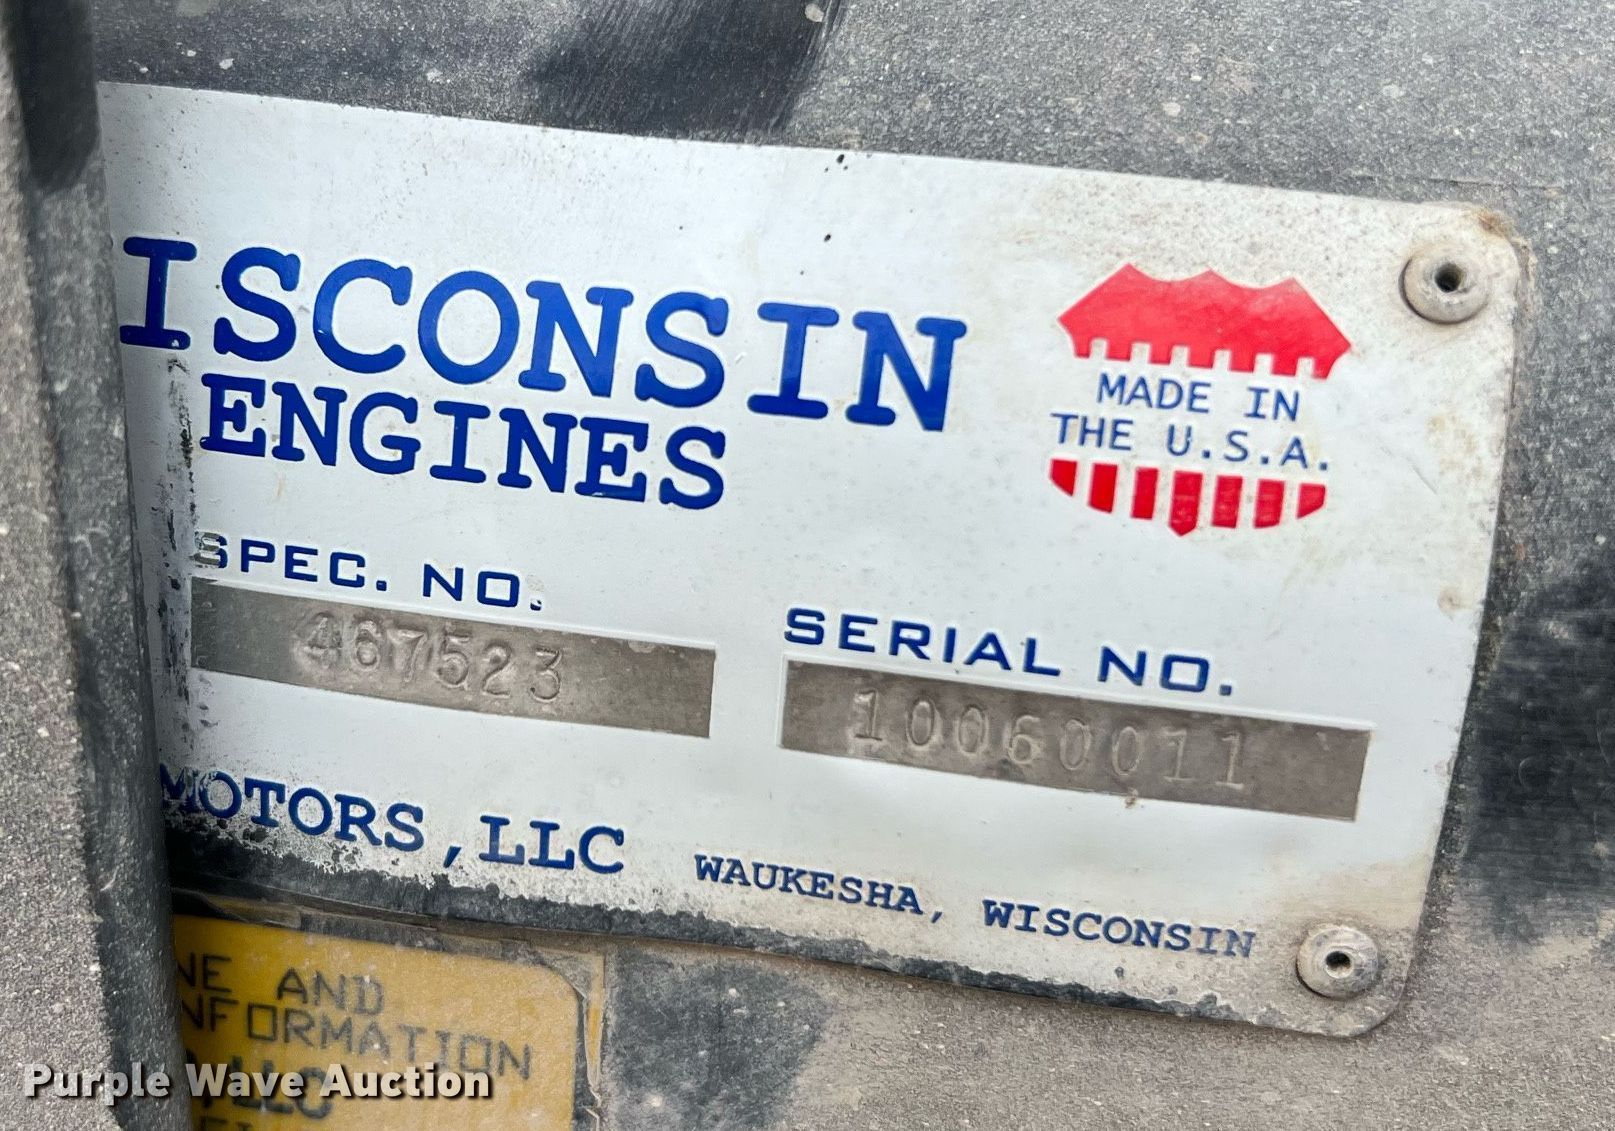 ISCONSIN
ENGINES
MADE IN
THE U.S.A.
SPEC. NO.
467523
SERIAL NO.
10060011
MOTORS, LLC
WAUKESHA, WISCONSIN
NE AND
NFORMATION
LLC
Purple Wave Auction